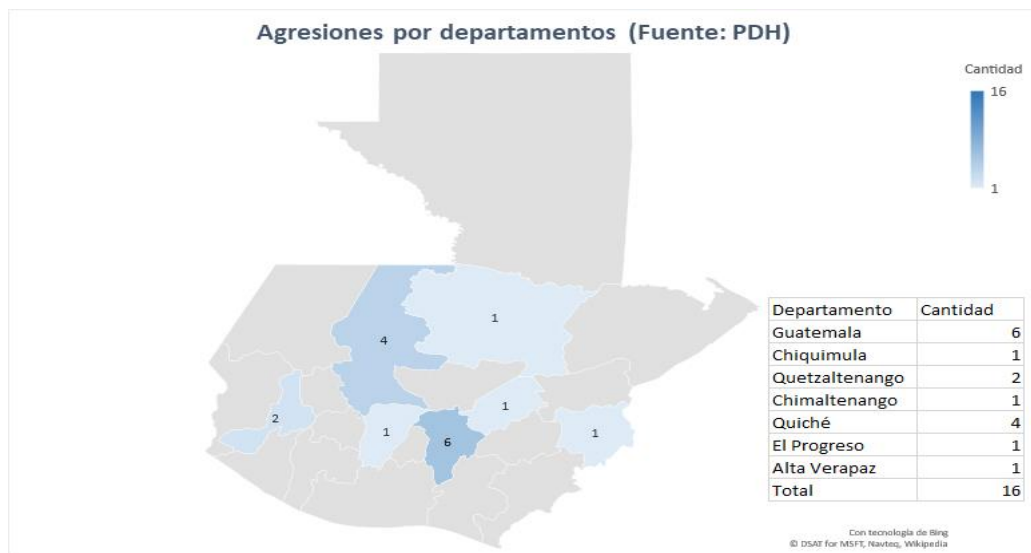 Agresiones por departamentos (Fuente: PDH)
Cantidad
16
1
1
4
2
1
1
6
1
Departamento Cantidad
Guatemala 6
Chiquimula 1
Quetzaltenango 2
Chimaltenango 1
Quiché 4
El Progreso 1
Alta Verapaz 1
Total 16
Con tecnología de Bing
© DSAT for MSFT, Navteq, Wikipedia